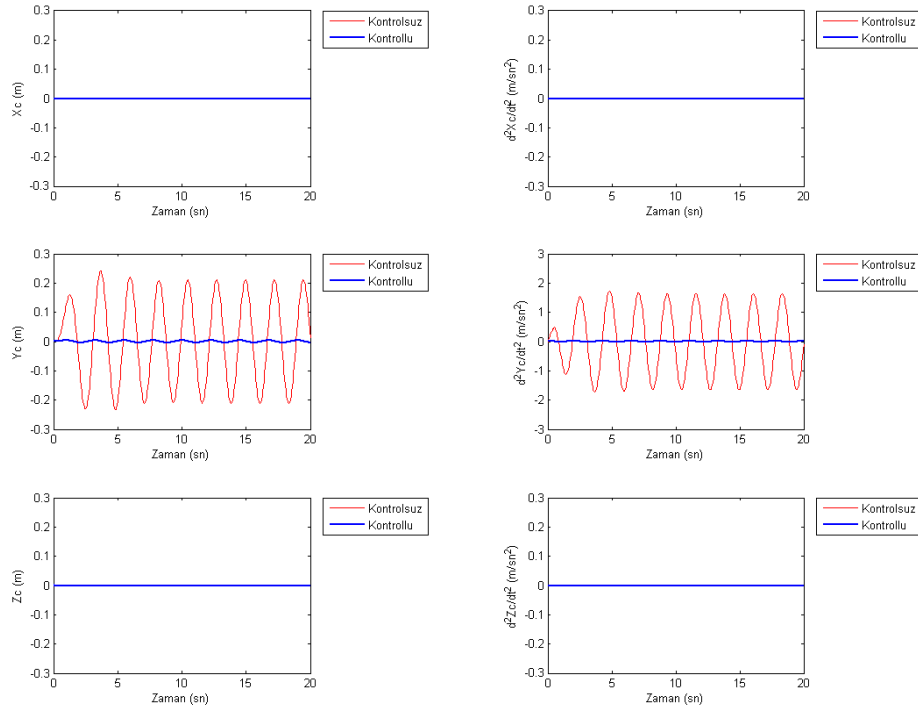 0.3
0.2
0.1
0
-0.1
-0.2
-0.3
Xc (m)
0 5 10 15 20
Zaman (sn)
Kontrolsuz
Kontrollu
0.3
0.2
0.1
0
-0.1
-0.2
-0.3
d²Xc/dt² (m/sn²)
0 5 10 15 20
Zaman (sn)
Kontrolsuz
Kontrollu
0.3
0.2
0.1
0
-0.1
-0.2
-0.3
Yc (m)
0 5 10 15 20
Zaman (sn)
Kontrolsuz
Kontrollu
3
2
1
0
-1
-2
-3
d²Yc/dt² (m/sn²)
0 5 10 15 20
Zaman (sn)
Kontrolsuz
Kontrollu
0.3
0.2
0.1
0
-0.1
-0.2
-0.3
Zc (m)
0 5 10 15 20
Zaman (sn)
Kontrolsuz
Kontrollu
0.3
0.2
0.1
0
-0.1
-0.2
-0.3
d²Zc/dt² (m/sn²)
0 5 10 15 20
Zaman (sn)
Kontrolsuz
Kontrollu